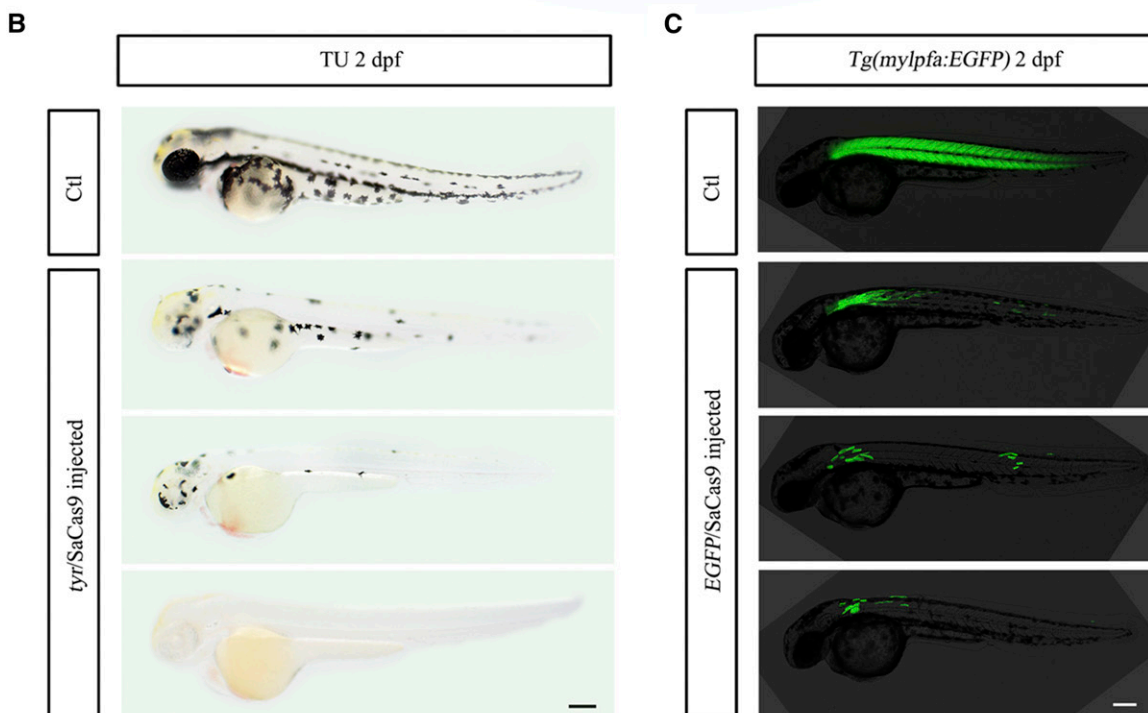 B
TU 2 dpf
Ctl
tyr/SaCas9 injected
C
Tg(mylpfa:EGFP) 2 dpf
Ctl
EGFP/SaCas9 injected